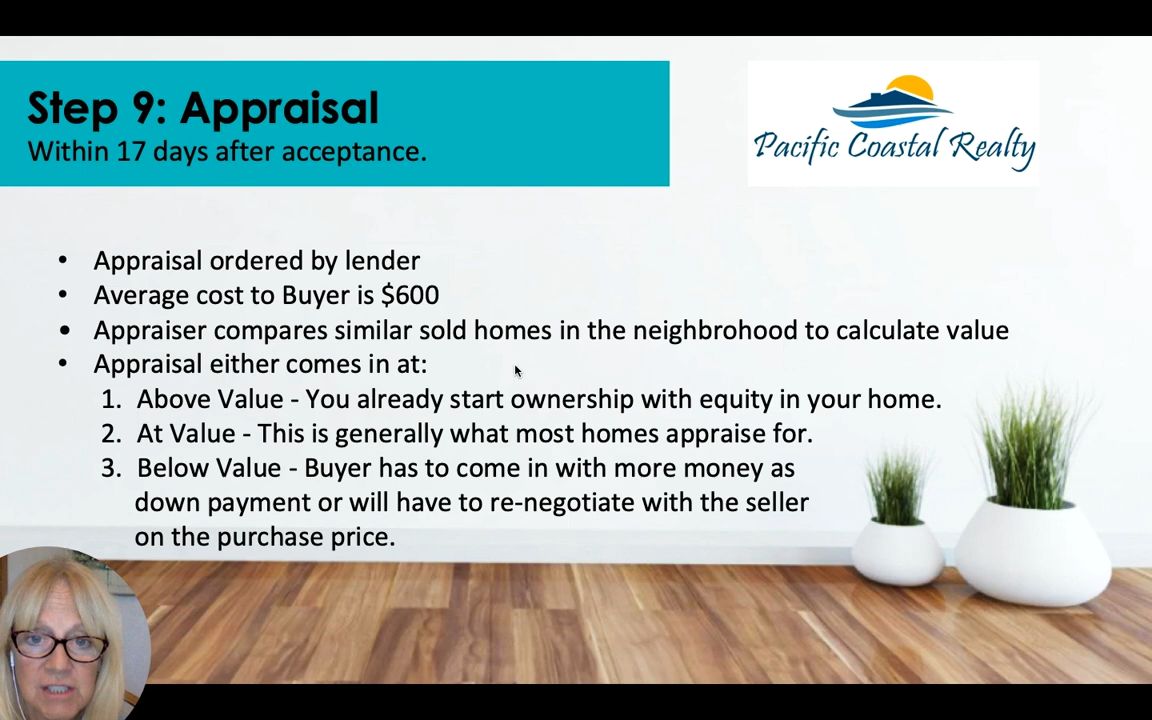 Step 9: Appraisal
Within 17 days after acceptance.
Pacific Coastal Realty
• Appraisal ordered by lender
• Average cost to Buyer is $600
• Appraiser compares similar sold homes in the neighbrohood to calculate value
• Appraisal either comes in at:
1. Above Value - You already start ownership with equity in your home.
2. At Value - This is generally what most homes appraise for.
3. Below Value - Buyer has to come in with more money as
down payment or will have to re-negotiate with the seller
on the purchase price.